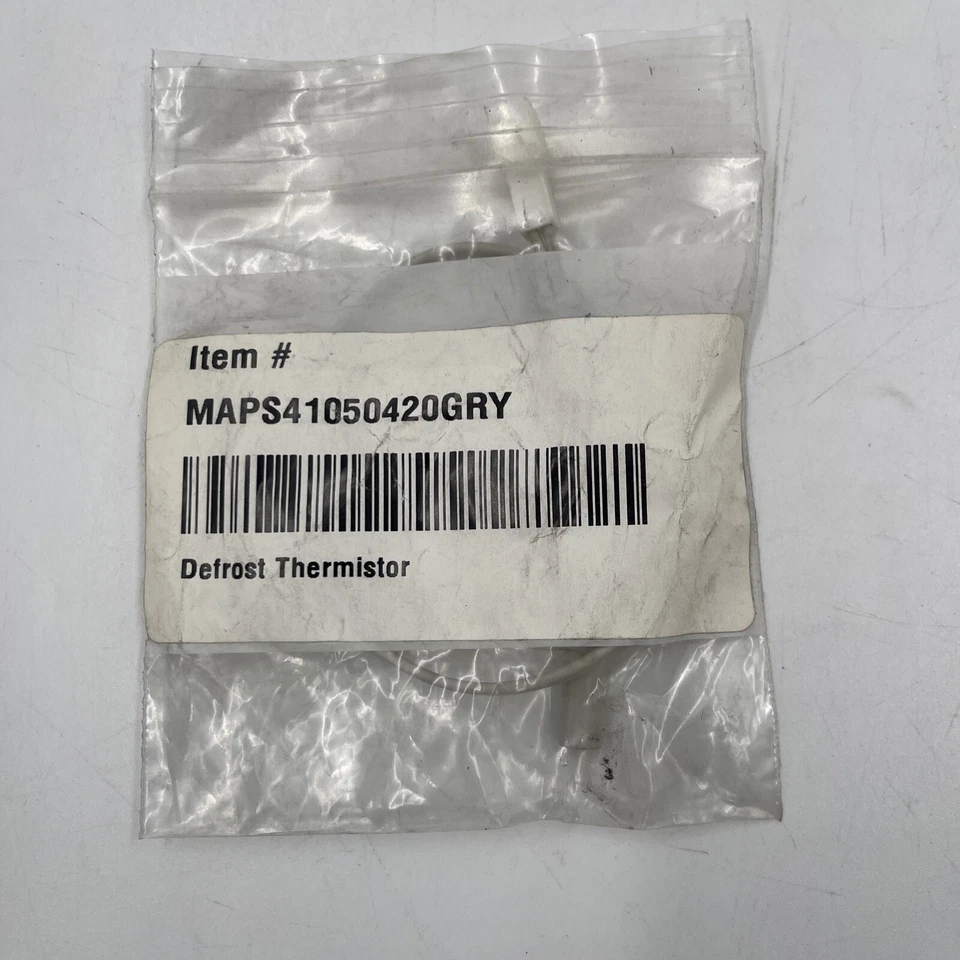 Item #
MAPS41050420GRY
Defrost Thermistor